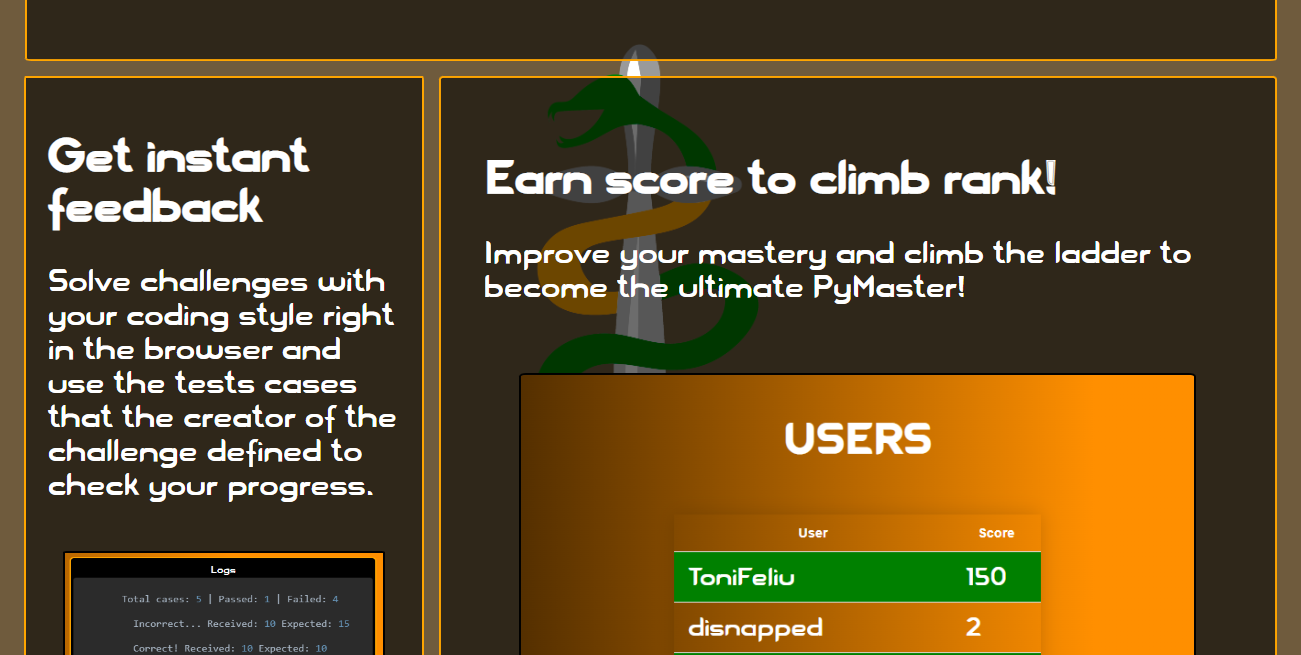 Get instant
feedback
Solve challenges with
your coding style right
in the browser and
use the tests cases
that the creator of the
challenge defined to
check your progress.
Logs
Total cases: 5 | Passed: 1 | Failed: 4
Incorrect... Received: 10 Expected: 15
Correct! Received: 10 Expected: 10
Earn score to climb rank!
Improve your mastery and climb the ladder to
become the ultimate PyMaster!
USERS
User Score
ToniFeliu 150
disnapped 2